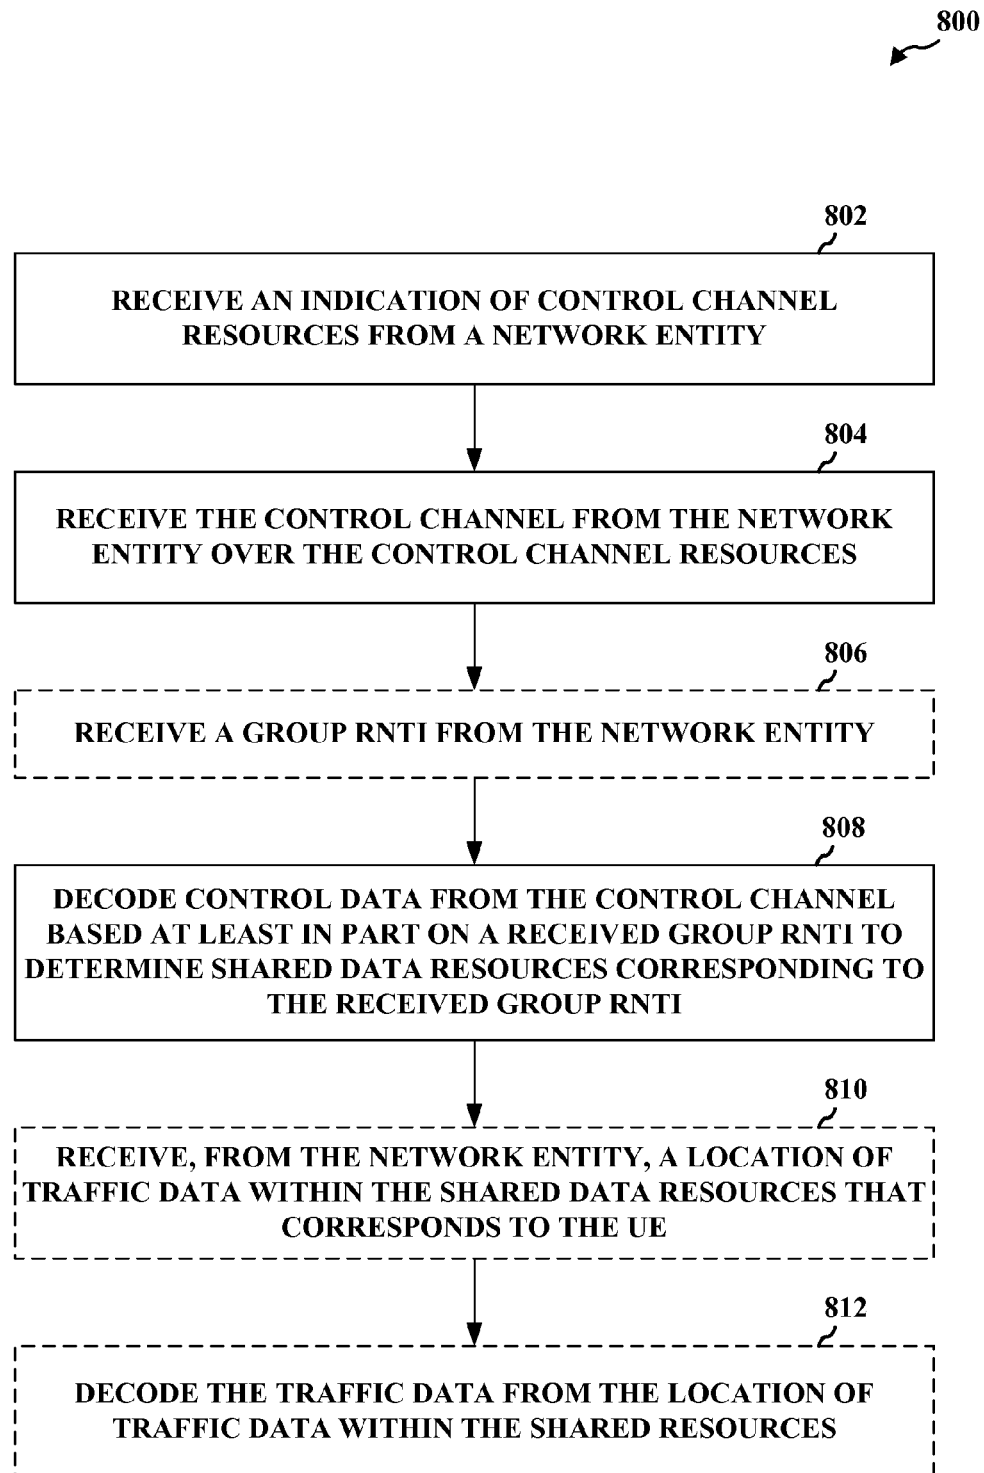 800
802
RECEIVE AN INDICATION OF CONTROL CHANNEL
RESOURCES FROM A NETWORK ENTITY
804
RECEIVE THE CONTROL CHANNEL FROM THE NETWORK
ENTITY OVER THE CONTROL CHANNEL RESOURCES
806
RECEIVE A GROUP RNTI FROM THE NETWORK ENTITY
808
DECODE CONTROL DATA FROM THE CONTROL CHANNEL
BASED AT LEAST IN PART ON A RECEIVED GROUP RNTI TO
DETERMINE SHARED DATA RESOURCES CORRESPONDING TO
THE RECEIVED GROUP RNTI
810
RECEIVE, FROM THE NETWORK ENTITY, A LOCATION OF
TRAFFIC DATA WITHIN THE SHARED DATA RESOURCES THAT
CORRESPONDS TO THE UE
812
DECODE THE TRAFFIC DATA FROM THE LOCATION OF
TRAFFIC DATA WITHIN THE SHARED RESOURCES